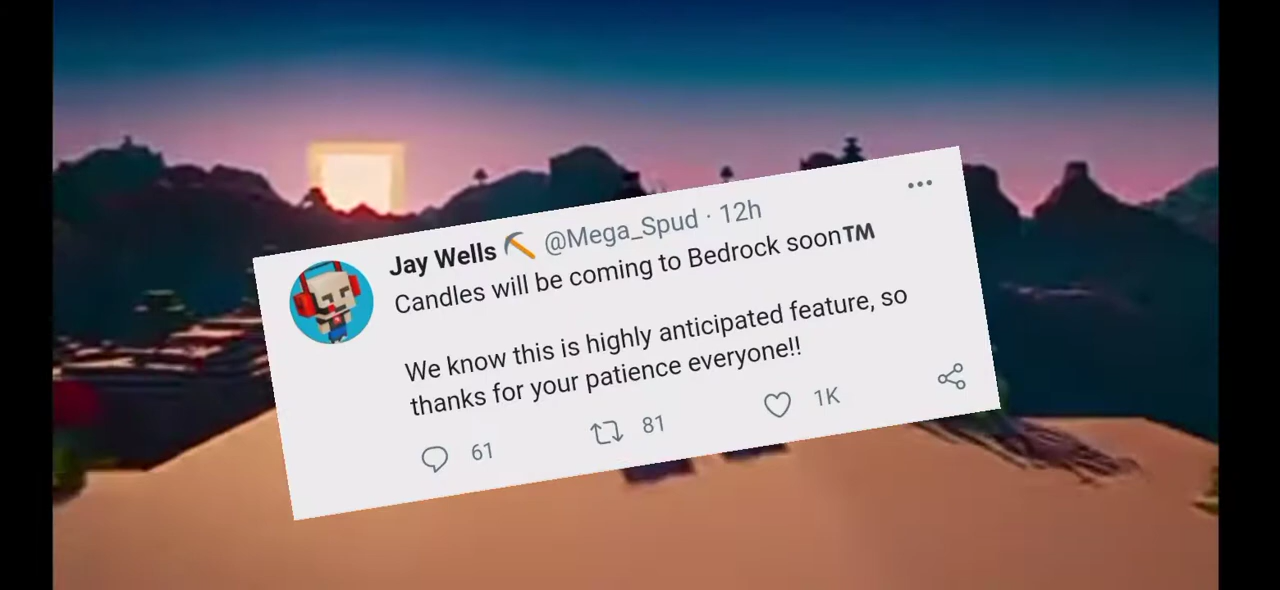 Jay Wells ⛏ @Mega_Spud · 12h
Candles will be coming to Bedrock soon™
We know this is highly anticipated feature, so
thanks for your patience everyone!!
61 81 1K